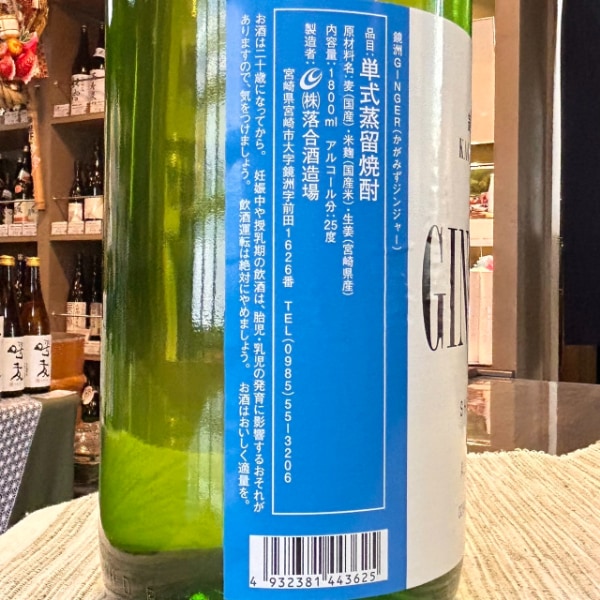 鏡洲GINGER(かがみずジンジャー)
品目:単式蒸留焼酎
原材料名:麦(国産)・米麹(国産米)・生姜(宮崎県産)
内容量:1800ml アルコール分:25度
製造者:㈱落合酒造場
宮崎県宮崎市大字鏡洲字前田1626番 TEL(0985)55-3206
お酒は二十歳になってから。 妊娠中や授乳期の飲酒は、胎児・乳児の発育に影響するおそれが
ありますので、気をつけましょう。 飲酒運転は絶対にやめましょう。 お酒はおいしく適量を。
4 932381 443625
GIN